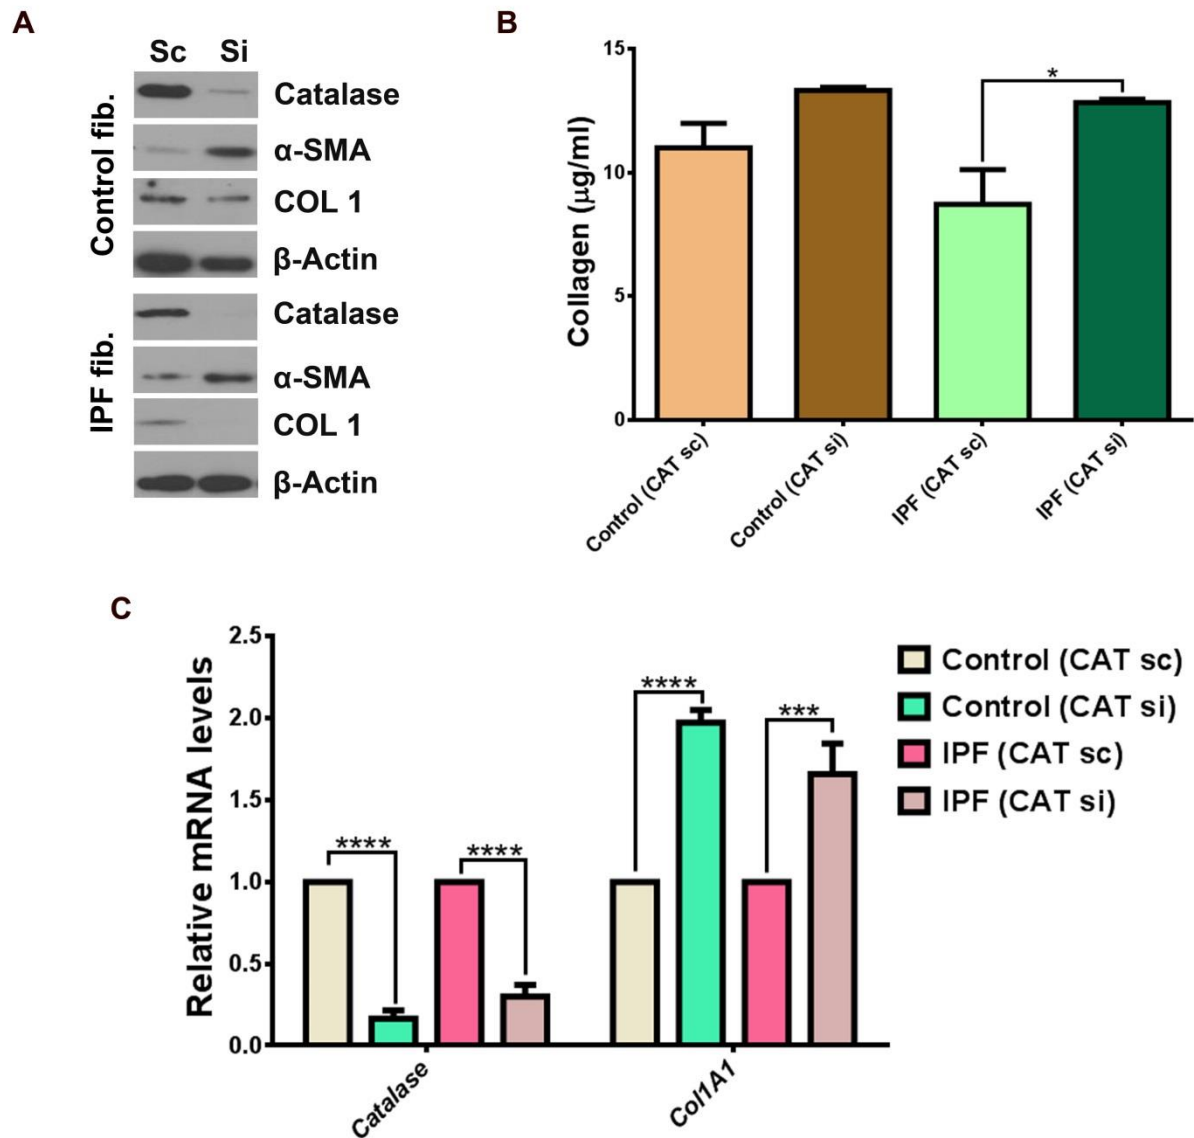 A
Sc Si
Control fib.
Catalase
α-SMA
COL 1
β-Actin
IPF fib.
Catalase
α-SMA
COL 1
β-Actin
B
Collagen (µg/ml)
15
10
5
0
*
Control (CAT sc)
Control (CAT si)
IPF (CAT sc)
IPF (CAT si)
C
Relative mRNA levels
2.5
2.0
1.5
1.0
0.5
0.0
**** **** **** ***
Catalase
Col1A1
Control (CAT sc)
Control (CAT si)
IPF (CAT sc)
IPF (CAT si)